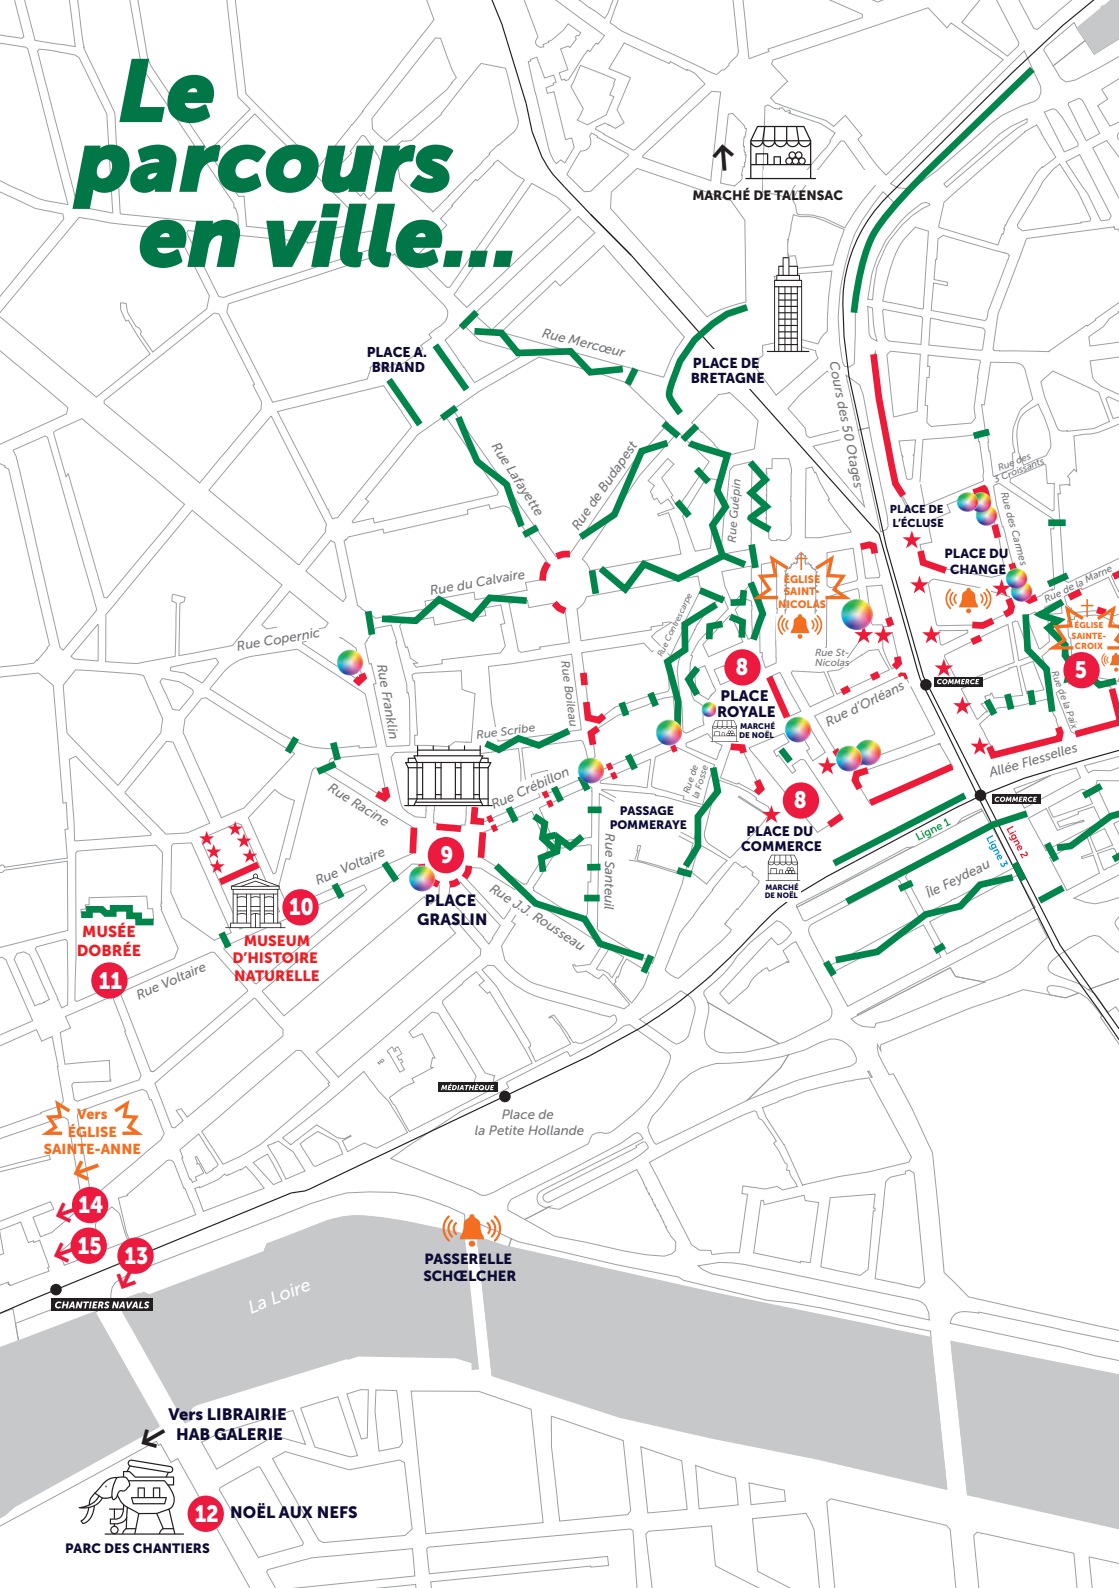 Le
parcours
en ville...
MARCHÉ DE TALENSAC
Rue Mercœur
PLACE A.
BRIAND
PLACE DE
BRETAGNE
Cours des 50 Otages
Rue Lafayette
Rue de Budapest
Rue Guépin
Rue des
3 Croissants
Rue des Carmes
PLACE DE
L'ÉCLUSE
PLACE DU
CHANGE
Rue de la Marne
Rue du Calvaire
ÉGLISE
SAINT-
NICOLAS
Rue Contrescarpe
ÉGLISE
SAINTE-
CROIX
5
Rue Copernic
Rue Franklin
Rue Boileau
Rue St-
Nicolas
8
PLACE
ROYALE
MARCHÉ
DE NOËL
Rue d'Orléans
COMMERCE
Rue de la Paix
Rue Scribe
Allée Flesselles
Rue Crébillon
Rue de
la Fosse
Rue Racine
PASSAGE
POMMERAYE
8
PLACE DU
COMMERCE
MARCHÉ
DE NOËL
COMMERCE
Ligne 1
Ligne 2
Ligne 3
Île Feydeau
9
PLACE
GRASLIN
Rue Voltaire
Rue Santeuil
Rue J.J. Rousseau
10
MUSEUM
D'HISTOIRE
NATURELLE
MUSÉE
DOBRÉE
11
Rue Voltaire
MÉDIATHÈQUE
Place de
la Petite Hollande
Vers
ÉGLISE
SAINTE-ANNE
14
15
13
CHANTIERS NAVALS
PASSERELLE
SCHŒLCHER
La Loire
Vers LIBRAIRIE
HAB GALERIE
12
NOËL AUX NEFS
PARC DES CHANTIERS